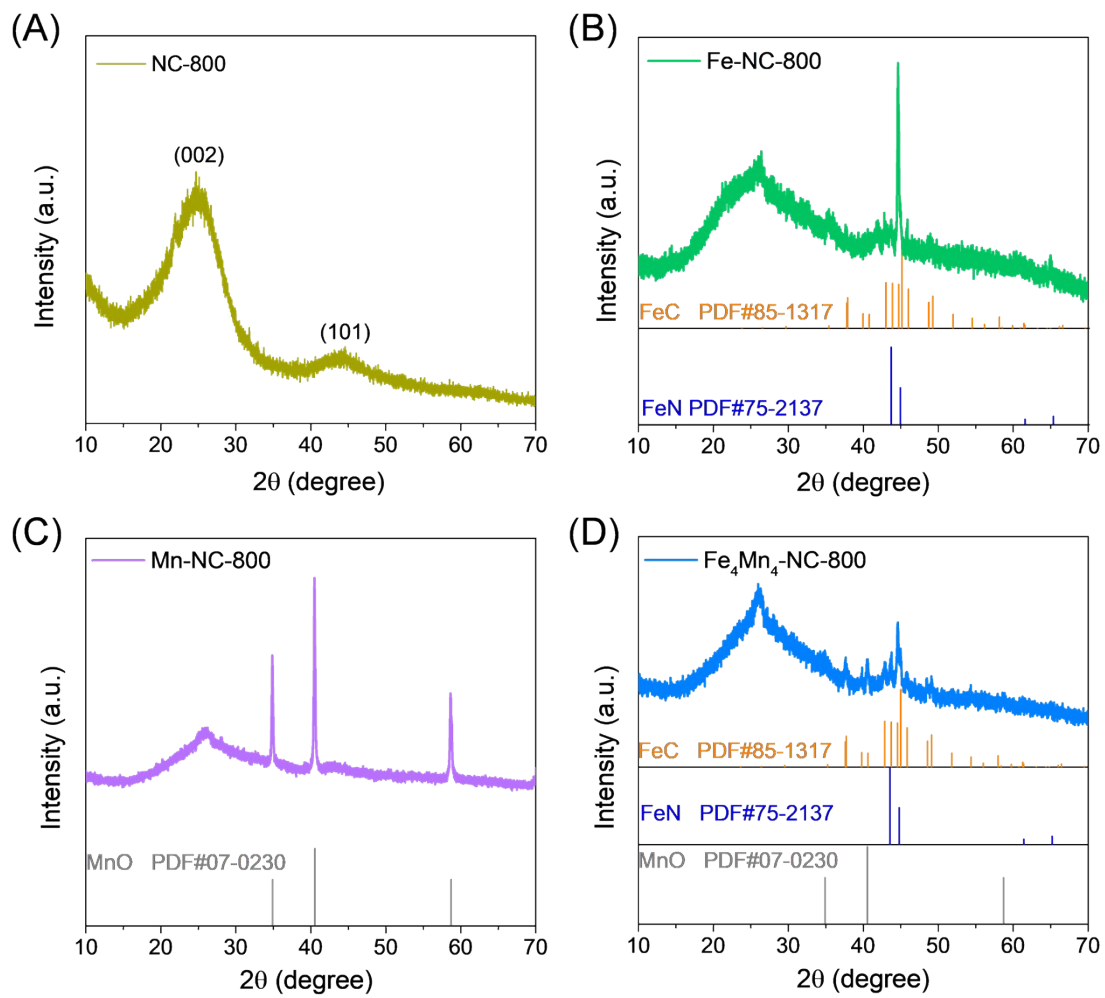 (A)
NC-800
(002)
(101)
Intensity (a.u.)
10 20 30 40 50 60 70
2θ (degree)
(B)
Fe-NC-800
Intensity (a.u.)
FeC PDF#85-1317
FeN PDF#75-2137
10 20 30 40 50 60 70
2θ (degree)
(C)
Mn-NC-800
Intensity (a.u.)
MnO PDF#07-0230
10 20 30 40 50 60 70
2θ (degree)
(D)
Fe₄Mn₄-NC-800
Intensity (a.u.)
FeC PDF#85-1317
FeN PDF#75-2137
MnO PDF#07-0230
10 20 30 40 50 60 70
2θ (degree)